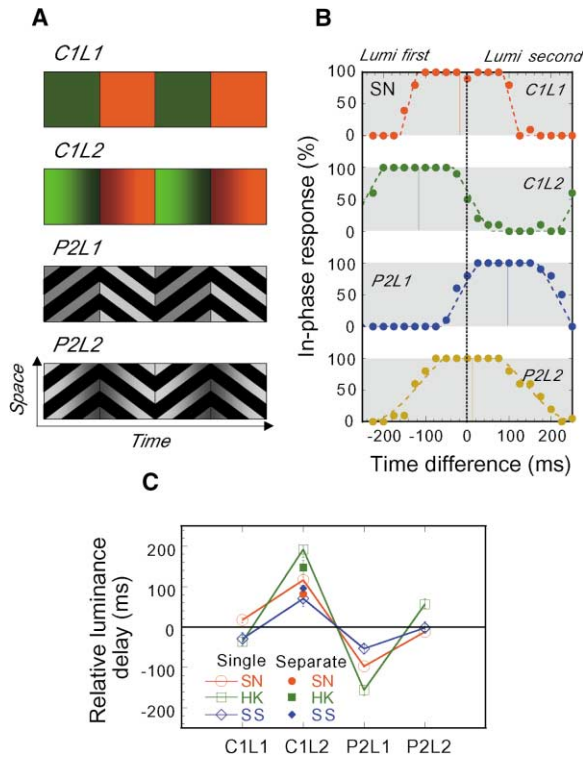 A
C1L1
C1L2
P2L1
P2L2
Space
Time
B
Lumi first
Lumi second
SN
C1L1
C1L2
P2L1
P2L2
100
50
0
100
50
0
100
50
0
100
50
0
In-phase response (%)
-200 -100 0 100 200
Time difference (ms)
C
Relative luminance
delay (ms)
200
100
0
-100
-200
Single Separate
SN SN
HK HK
SS SS
C1L1 C1L2 P2L1 P2L2